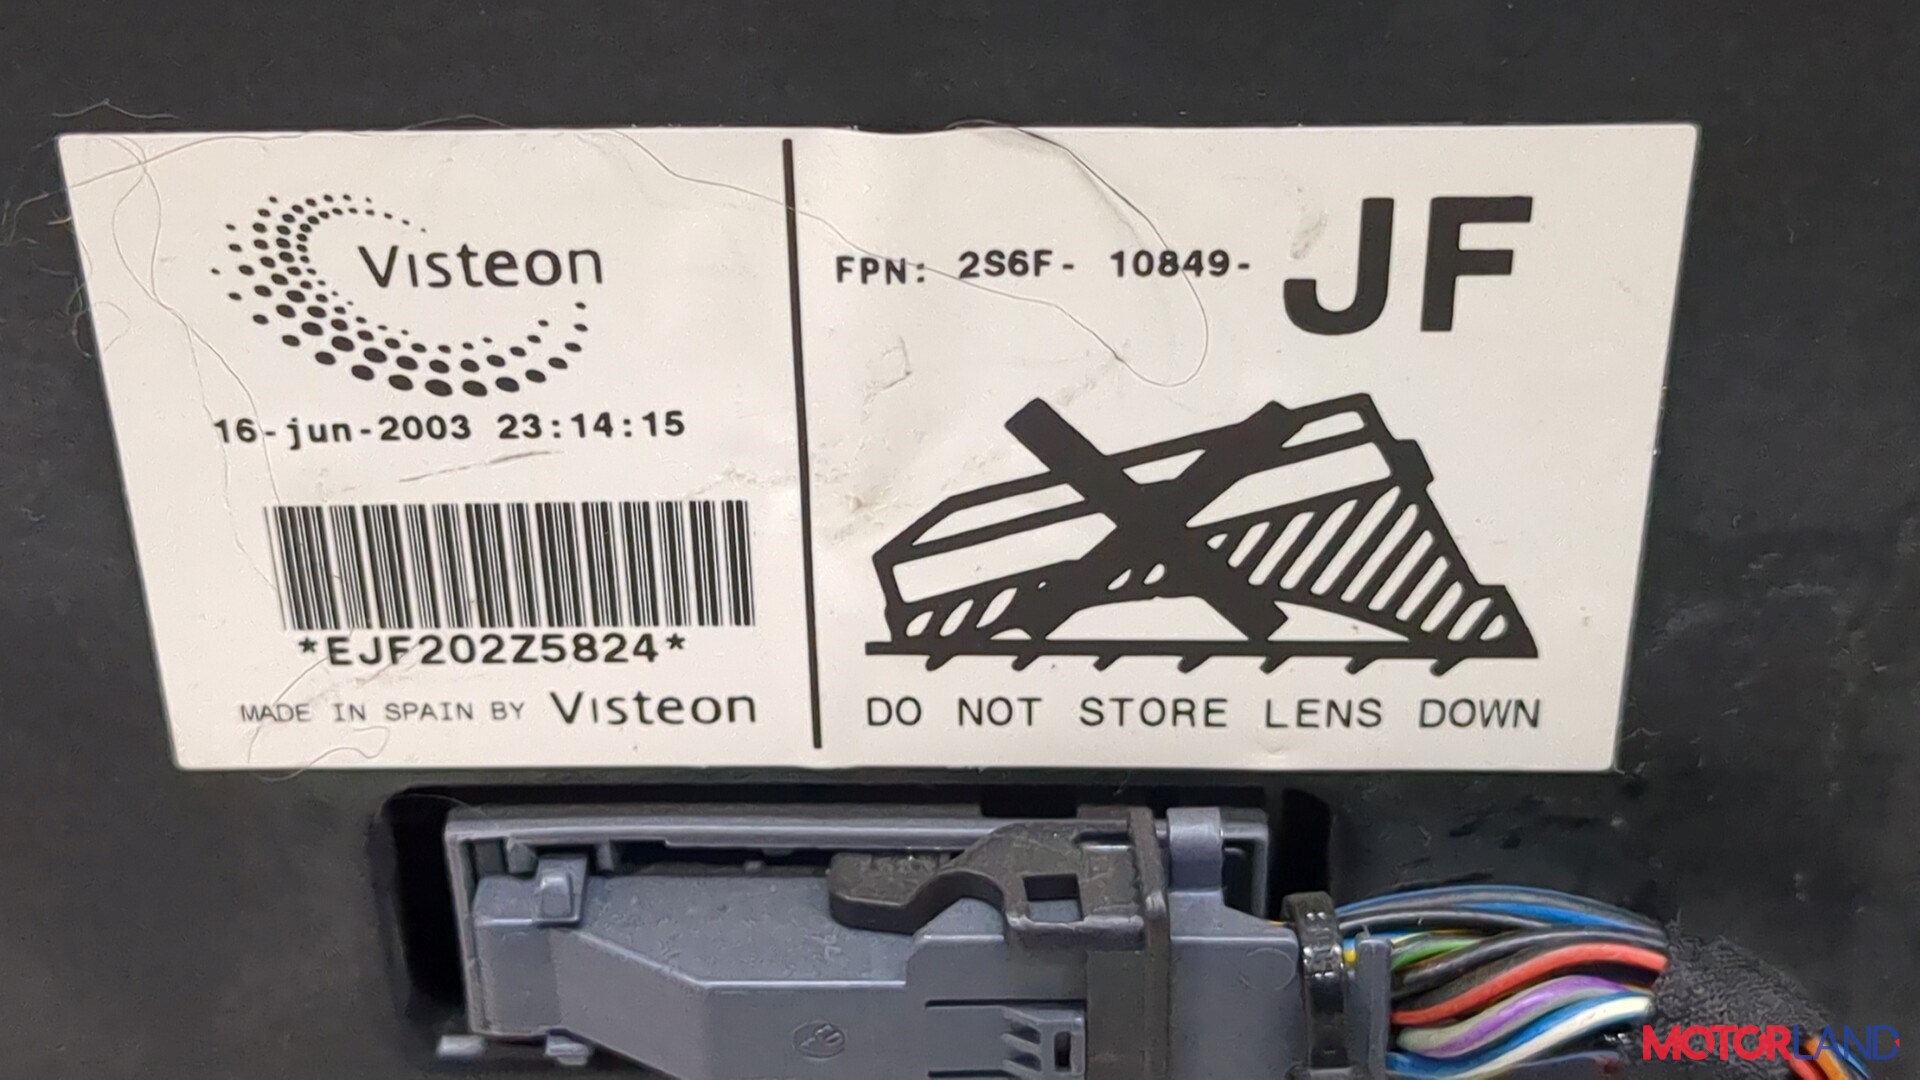 Visteon
16-jun-2003 23:14:15
*EJF202Z5824*
MADE IN SPAIN BY Visteon
FPN: 2S6F- 10849- JF
DO NOT STORE LENS DOWN
MOTORLAND